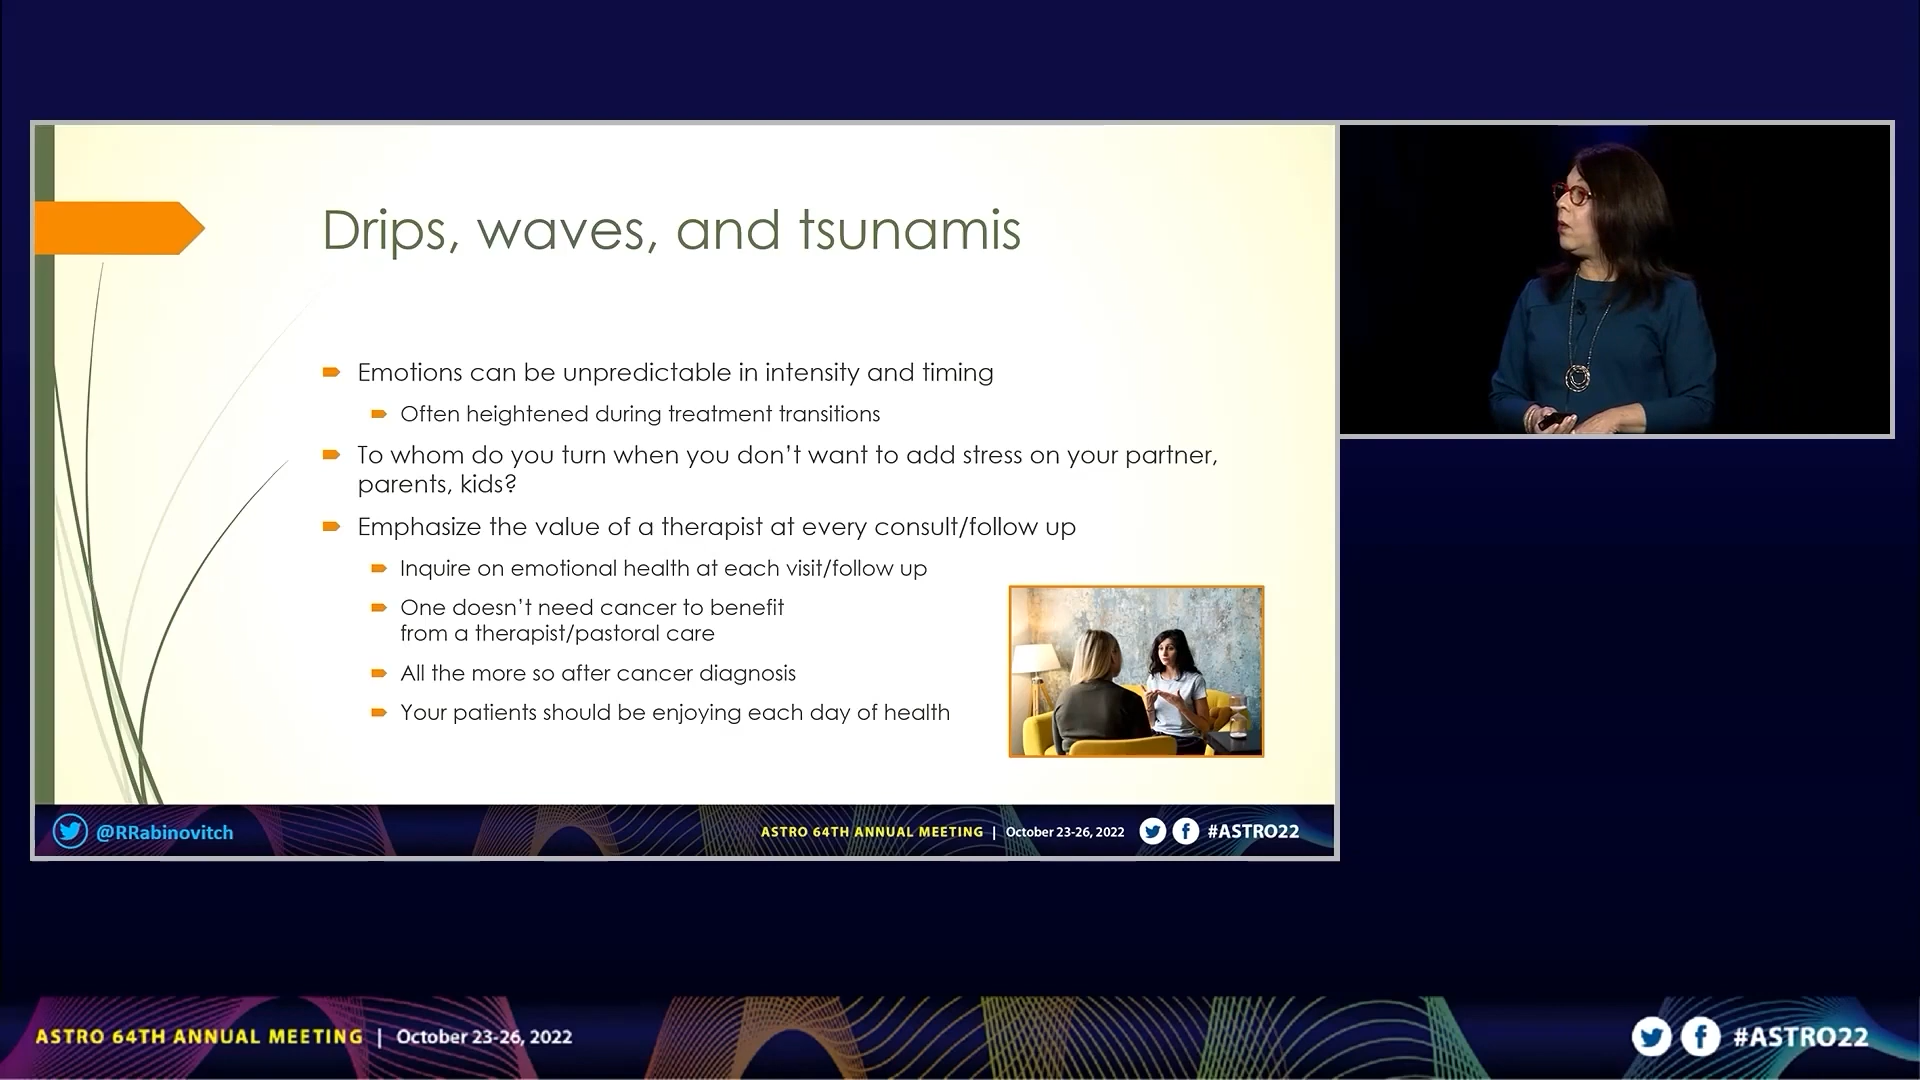 Drips, waves, and tsunamis
Emotions can be unpredictable in intensity and timing
Often heightened during treatment transitions
To whom do you turn when you don't want to add stress on your partner,
parents, kids?
Emphasize the value of a therapist at every consult/follow up
Inquire on emotional health at each visit/follow up
One doesn't need cancer to benefit
from a therapist/pastoral care
All the more so after cancer diagnosis
Your patients should be enjoying each day of health
@RRabinovitch
ASTRO 64TH ANNUAL MEETING | October 23-26, 2022 #ASTRO22
ASTRO 64TH ANNUAL MEETING | October 23-26, 2022 #ASTRO22